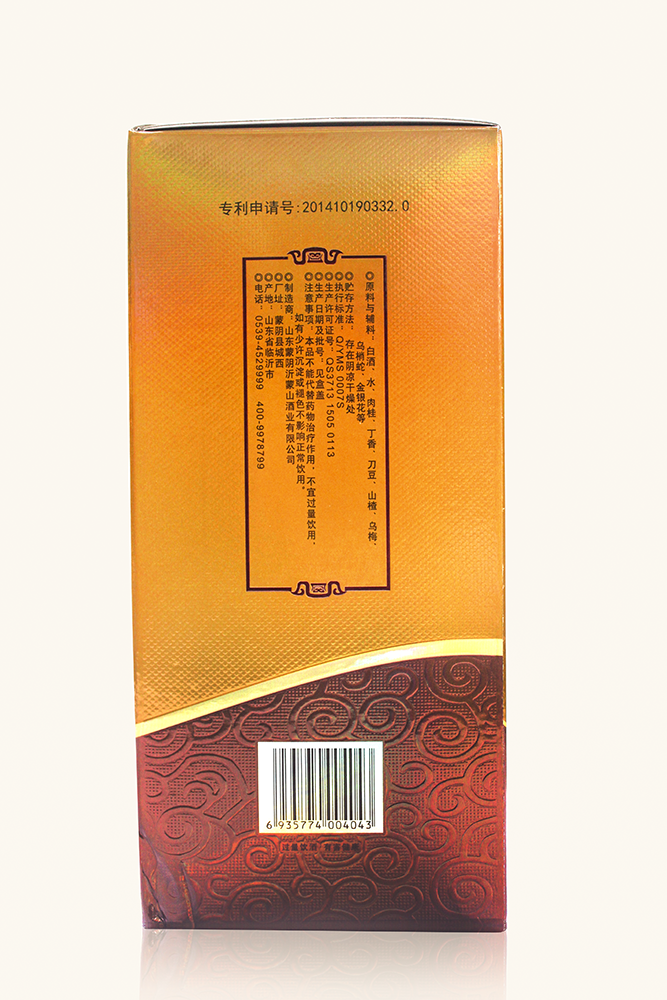 专利申请号:201410190332.0
◎原料与辅料：白酒、水、肉桂、丁香、刀豆、山楂、乌梅、
乌梢蛇、金银花等
◎贮存方法：存在阴凉干燥处
◎执行标准：Q/YMS 0007S
◎生产许可证号：QS3713 1505 0113
◎生产日期及批号：见盒盖
◎注意事项：本品不能代替药物治疗作用，不宜过量饮用、
如有少许沉淀或褪色不影响正常饮用。
◎制造商：山东蒙阴沂蒙山酒业有限公司
◎厂址：蒙阴县城西
◎产地：山东省临沂市
◎电话：0539-4529999 400-9978799
6 935774 004043
过量饮酒 有害健康